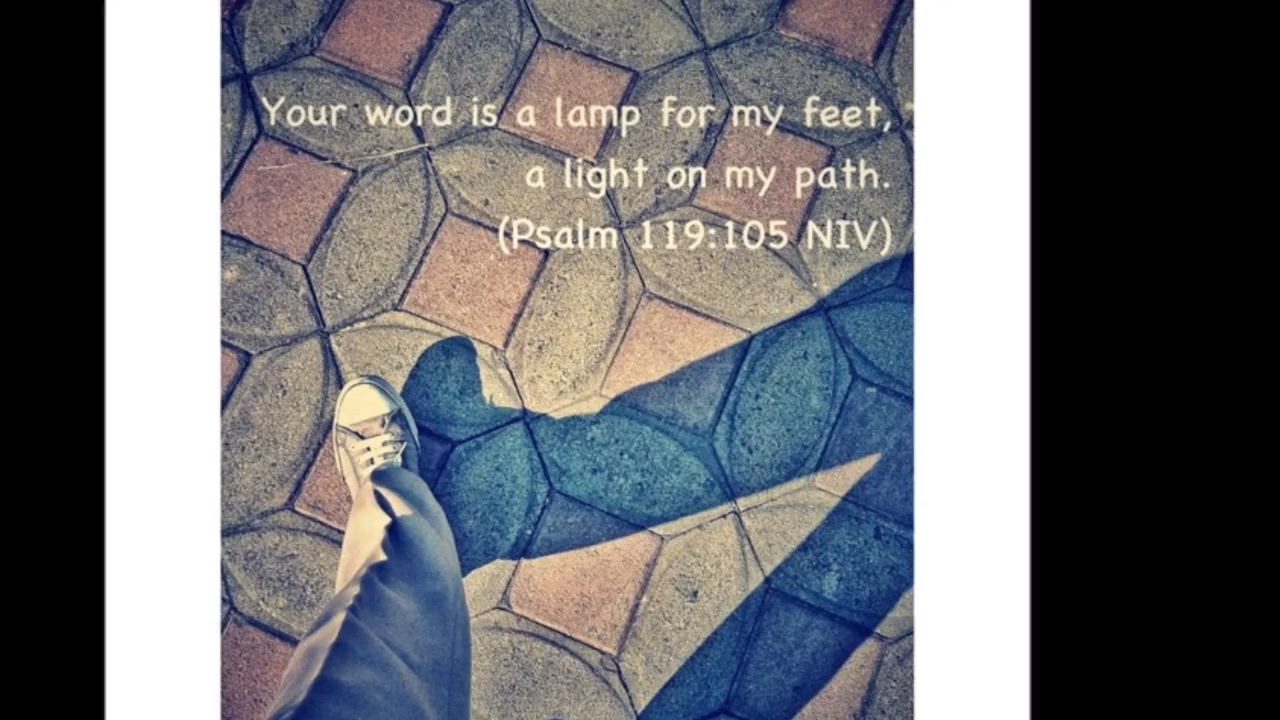 Your word is a lamp for my feet,
a light on my path.
(Psalm 119:105 NIV)